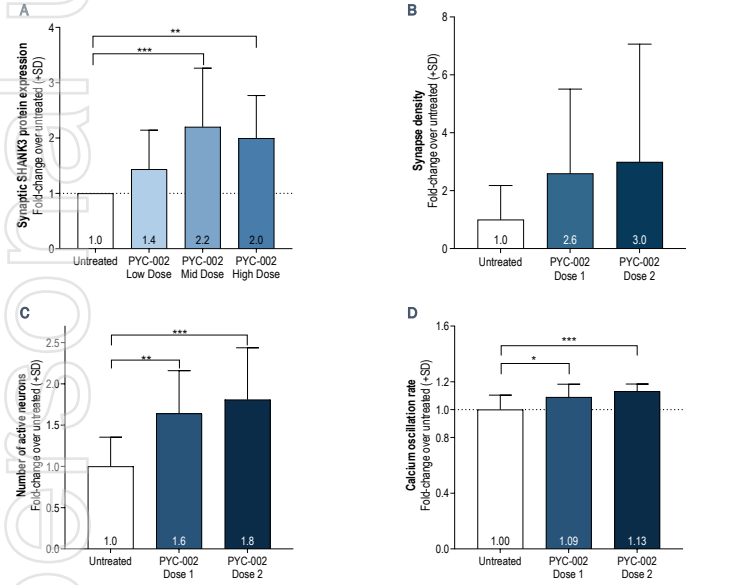 A
Synaptic SHANK3 protein expression
Fold-change over untreated (+SD)
4
3
2
1
0
**
***
1.0
1.4
2.2
2.0
Untreated
PYC-002
Low Dose
PYC-002
Mid Dose
PYC-002
High Dose
B
Synapse density
Fold-change over untreated (+SD)
8
6
4
2
0
1.0
2.6
3.0
Untreated
PYC-002
Dose 1
PYC-002
Dose 2
C
Number of active neurons
Fold-change over untreated (+SD)
2.5
2.0
1.5
1.0
0.5
0.0
***
**
1.0
1.6
1.8
Untreated
PYC-002
Dose 1
PYC-002
Dose 2
D
Calcium oscillation rate
Fold-change over untreated (+SD)
1.6
1.2
1.0
0.8
0.4
0.0
***
*
1.00
1.09
1.13
Untreated
PYC-002
Dose 1
PYC-002
Dose 2
ersonal